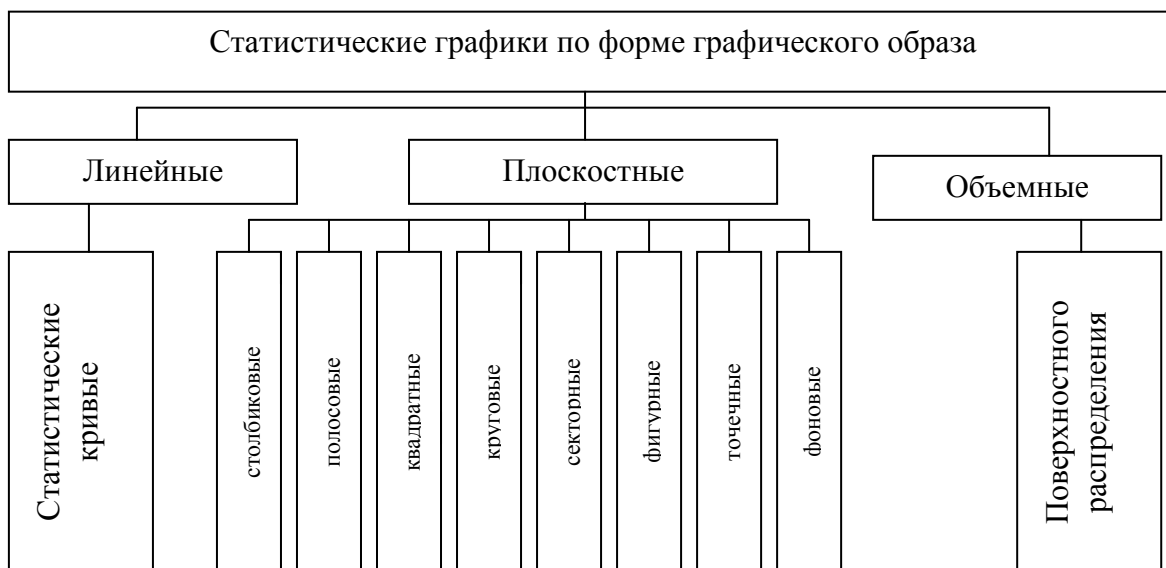 Статистические графики по форме графического образа
Линейные
Плоскостные
Объемные
Статистические
кривые
столбиковые
полосовые
квадратные
круговые
секторные
фигурные
точечные
фоновые
Поверхностного
распределения